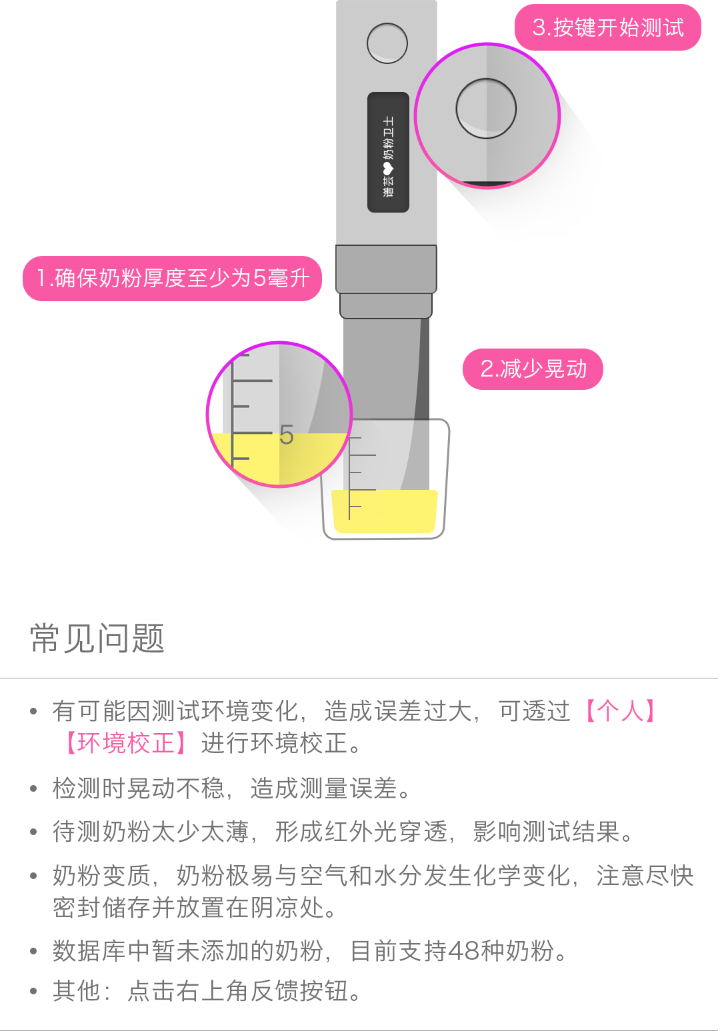 3.按键开始测试
谱芸♥奶粉卫士
1.确保奶粉厚度至少为5毫升
2.减少晃动
5
常见问题
• 有可能因测试环境变化，造成误差过大，可透过【个人】
【环境校正】进行环境校正。
• 检测时晃动不稳，造成测量误差。
• 待测奶粉太少太薄，形成红外光穿透，影响测试结果。
• 奶粉变质，奶粉极易与空气和水分发生化学变化，注意尽快
密封储存并放置在阴凉处。
• 数据库中暂未添加的奶粉，目前支持48种奶粉。
• 其他：点击右上角反馈按钮。